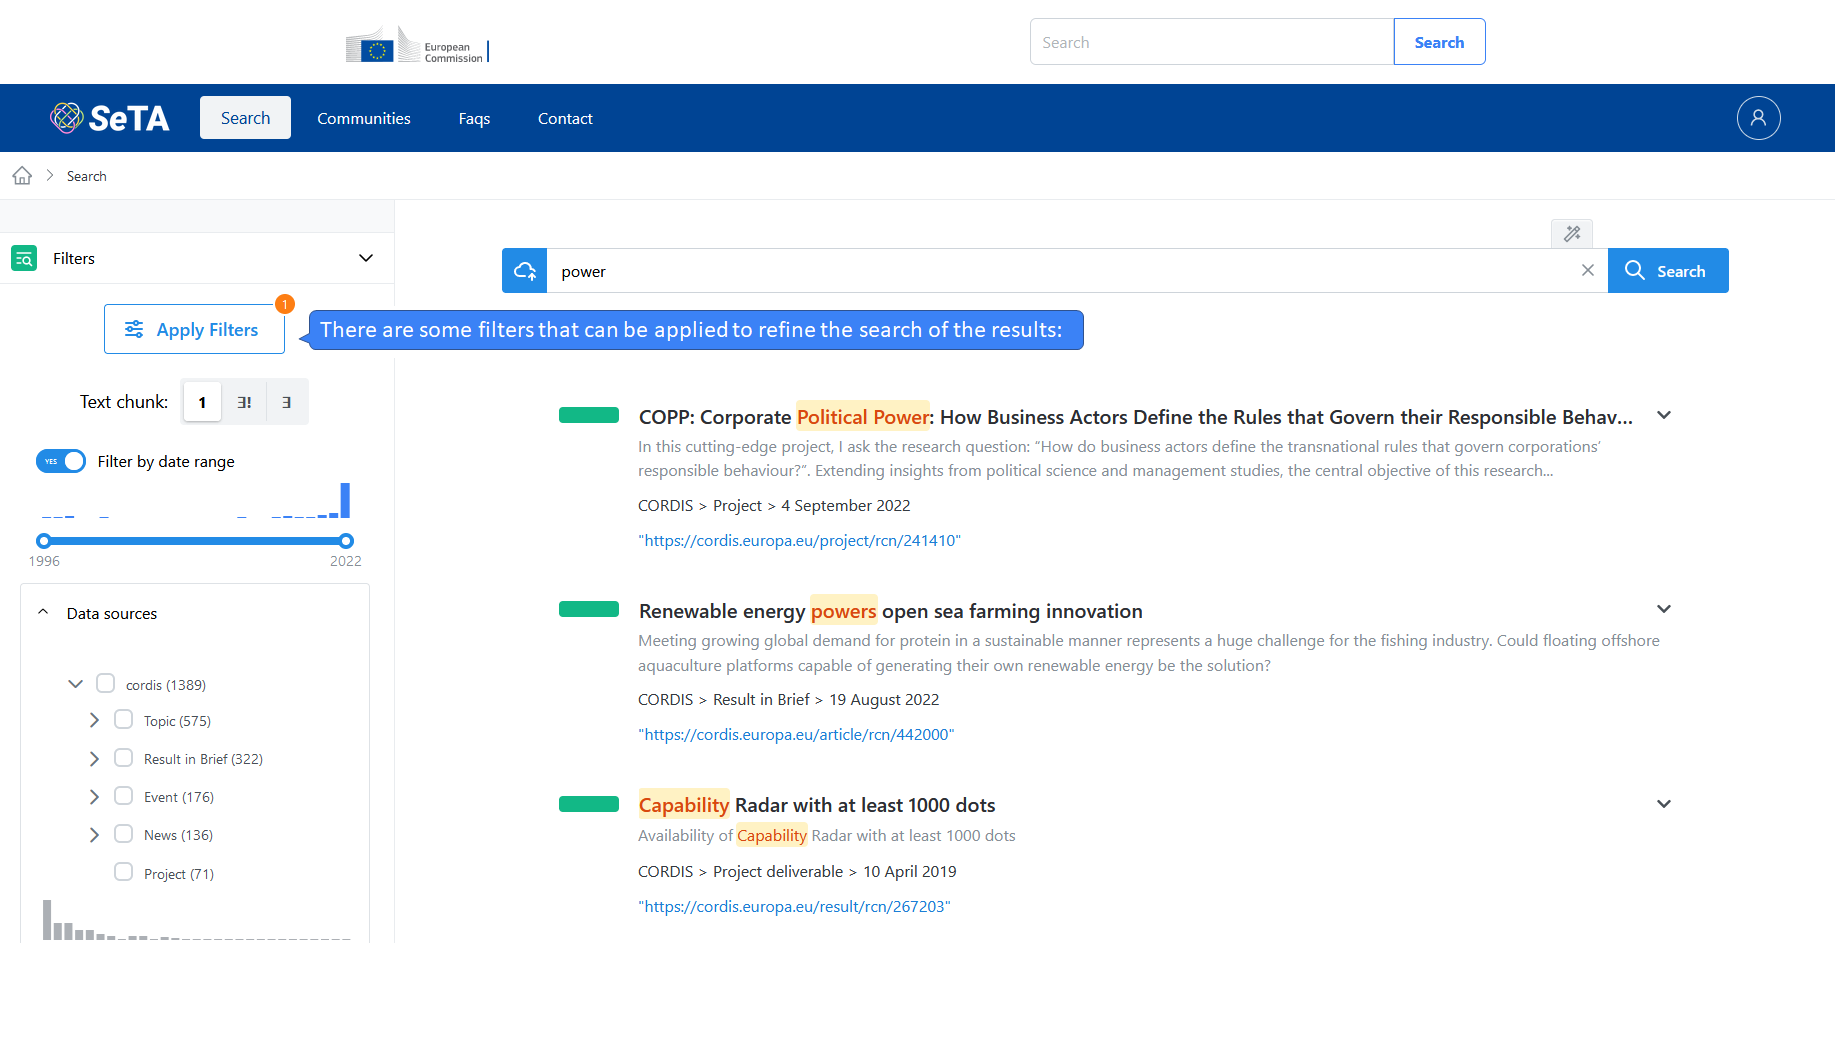 European
Commission
Search
Search
SeTA
Search
Communities
Faqs
Contact
Search
Filters
power
Search
1
Apply Filters
There are some filters that can be applied to refine the search of the results:
Text chunk:
1
∃!
∃
YES
Filter by date range
1996
2022
Data sources
cordis (1389)
Topic (575)
Result in Brief (322)
Event (176)
News (136)
Project (71)
COPP: Corporate Political Power: How Business Actors Define the Rules that Govern their Responsible Behav...
In this cutting-edge project, I ask the research question: “How do business actors define the transnational rules that govern corporations’
responsible behaviour?”. Extending insights from political science and management studies, the central objective of this research...
CORDIS > Project > 4 September 2022
"https://cordis.europa.eu/project/rcn/241410"
Renewable energy powers open sea farming innovation
Meeting growing global demand for protein in a sustainable manner represents a huge challenge for the fishing industry. Could floating offshore
aquaculture platforms capable of generating their own renewable energy be the solution?
CORDIS > Result in Brief > 19 August 2022
"https://cordis.europa.eu/article/rcn/442000"
Capability Radar with at least 1000 dots
Availability of Capability Radar with at least 1000 dots
CORDIS > Project deliverable > 10 April 2019
"https://cordis.europa.eu/result/rcn/267203"